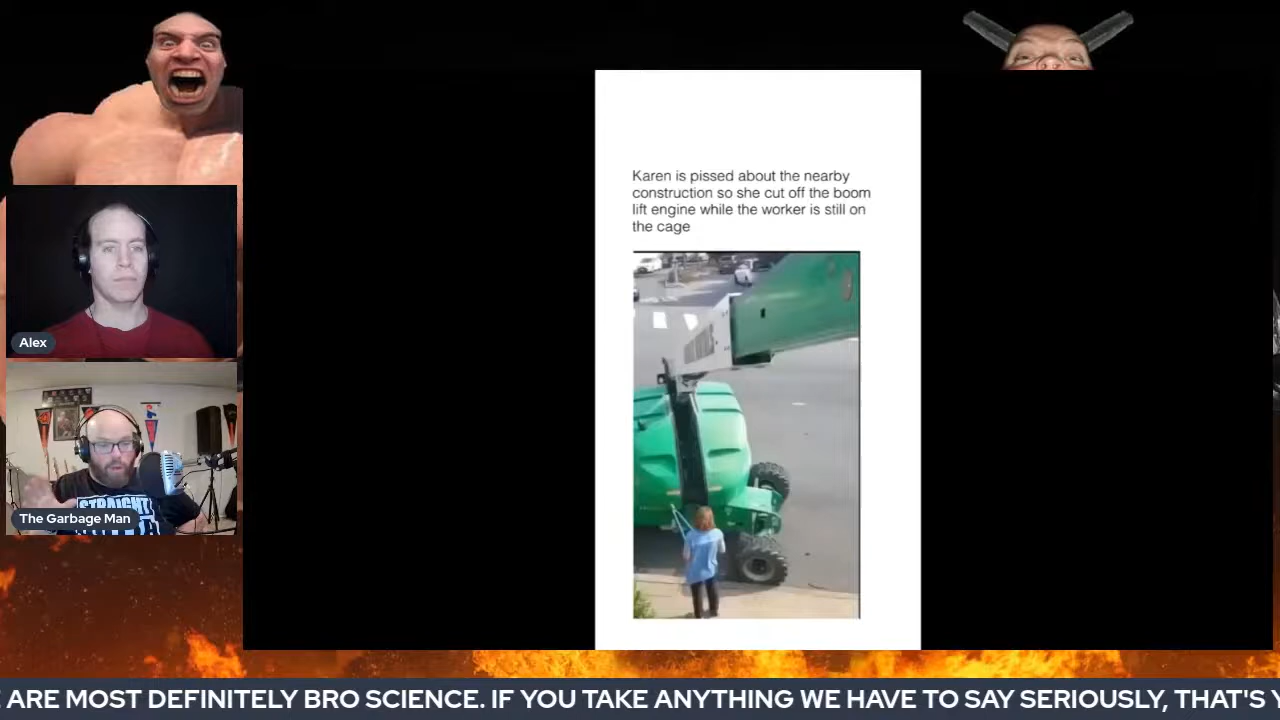 Karen is pissed about the nearby
construction so she cut off the boom
lift engine while the worker is still on
the cage
Alex
STRAIGHT
The Garbage Man
ARE MOST DEFINITELY BRO SCIENCE. IF YOU TAKE ANYTHING WE HAVE TO SAY SERIOUSLY, THAT'S